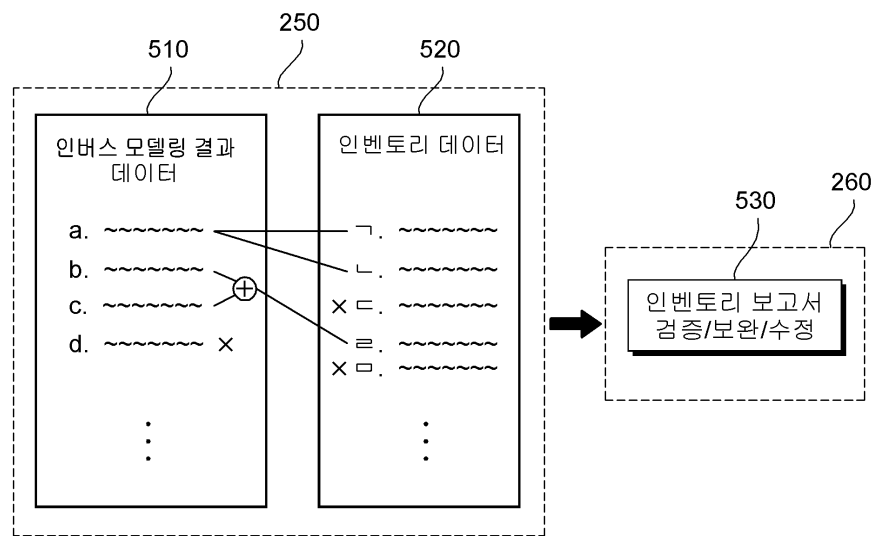 250
510
520
인버스 모델링 결과
데이터
인벤토리 데이터
a. ~~~~~~~
b. ~~~~~~~
c. ~~~~~~~
d. ~~~~~~~ ×
ㄱ. ~~~~~~~
ㄴ. ~~~~~~~
× ㄷ. ~~~~~~~
ㄹ. ~~~~~~~
× ㅁ. ~~~~~~~
260
530
인벤토리 보고서
검증/보완/수정